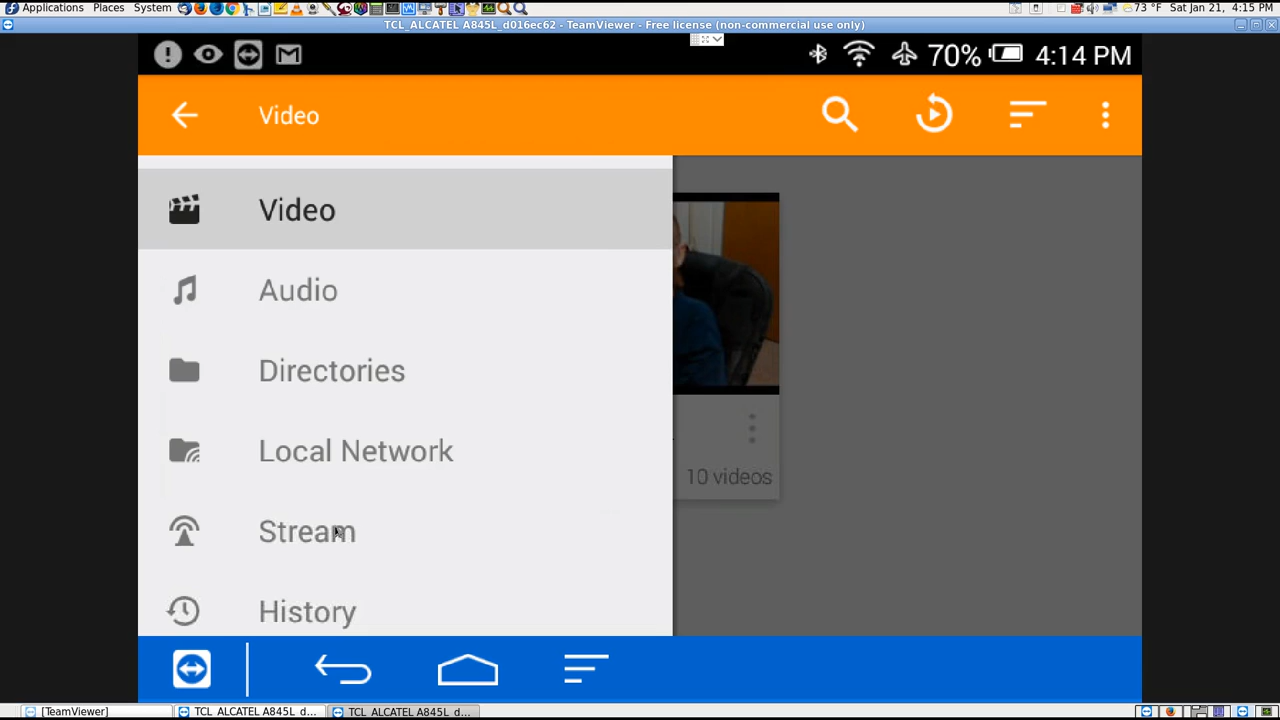 Applications Places System 73 °F Sat Jan 21, 4:15 PM
TCL_ALCATEL A845L_d016ec62 - TeamViewer - Free license (non-commercial use only)
70% 4:14 PM
Video
Video
Audio
Directories
Local Network
10 videos
Stream
History
[TeamViewer] TCL_ALCATEL A845L_d... TCL_ALCATEL A845L_d...